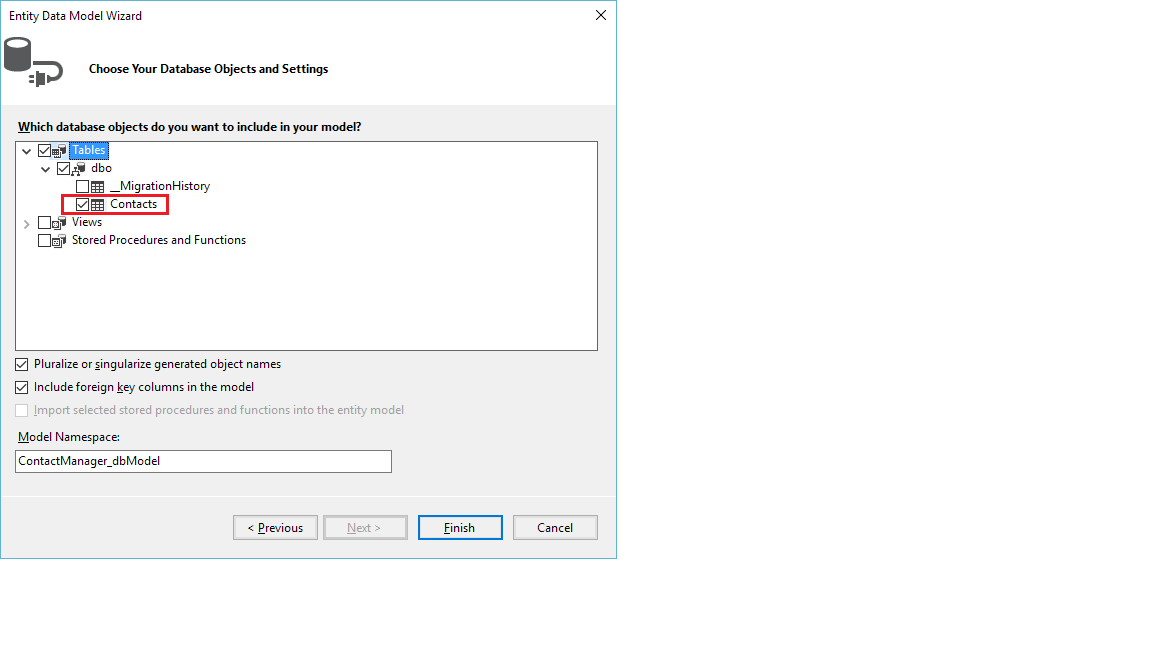 Entity Data Model Wizard
Choose Your Database Objects and Settings
Which database objects do you want to include in your model?
Tables
dbo
__MigrationHistory
Contacts
Views
Stored Procedures and Functions
Pluralize or singularize generated object names
Include foreign key columns in the model
Import selected stored procedures and functions into the entity model
Model Namespace:
ContactManager_dbModel
< Previous Next > Finish Cancel